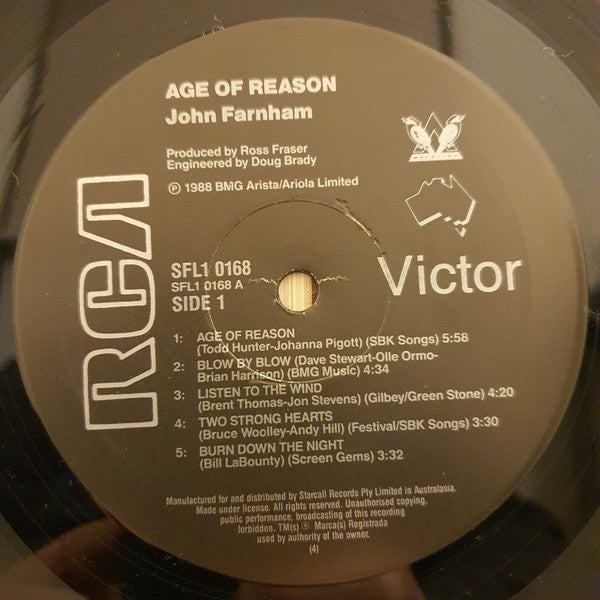 AGE OF REASON
John Farnham
Produced by Ross Fraser
Engineered by Doug Brady
℗ 1988 BMG Arista/Ariola Limited
RCA
Victor
SFL1 0168
SFL1 0168 A
SIDE 1
1: AGE OF REASON
(Todd Hunter-Johanna Pigott) (SBK Songs) 5:58
2: BLOW BY BLOW (Dave Stewart-Olle Ormo-
Brian Harrison) (BMG Music) 4:34
3: LISTEN TO THE WIND
(Brent Thomas-Jon Stevens) (Gilbey/Green Stone) 4:20
4: TWO STRONG HEARTS
(Bruce Woolley-Andy Hill) (Festival/SBK Songs) 3:30
5: BURN DOWN THE NIGHT
(Bill LaBounty) (Screen Gems) 3:32
Manufactured for and distributed by Starcall Records Pty Limited in Australasia.
Made under license. All rights reserved. Unauthorised copying,
public performance, broadcasting of this recording
forbidden. TM(s) ® Marca(s) Registrada
used by authority of the owner.
(4)